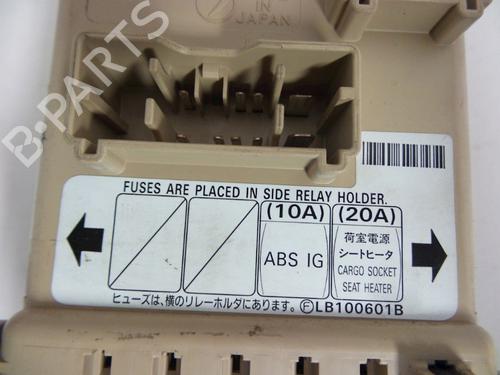 IN
JAPAN
B-PARTS
FUSES ARE PLACED IN SIDE RELAY HOLDER.
(10A) (20A)
ABS IG
荷室電源
シートヒータ
CARGO SOCKET
SEAT HEATER
ヒューズは、横のリレーホルダにあります。 ⒻLB100601B